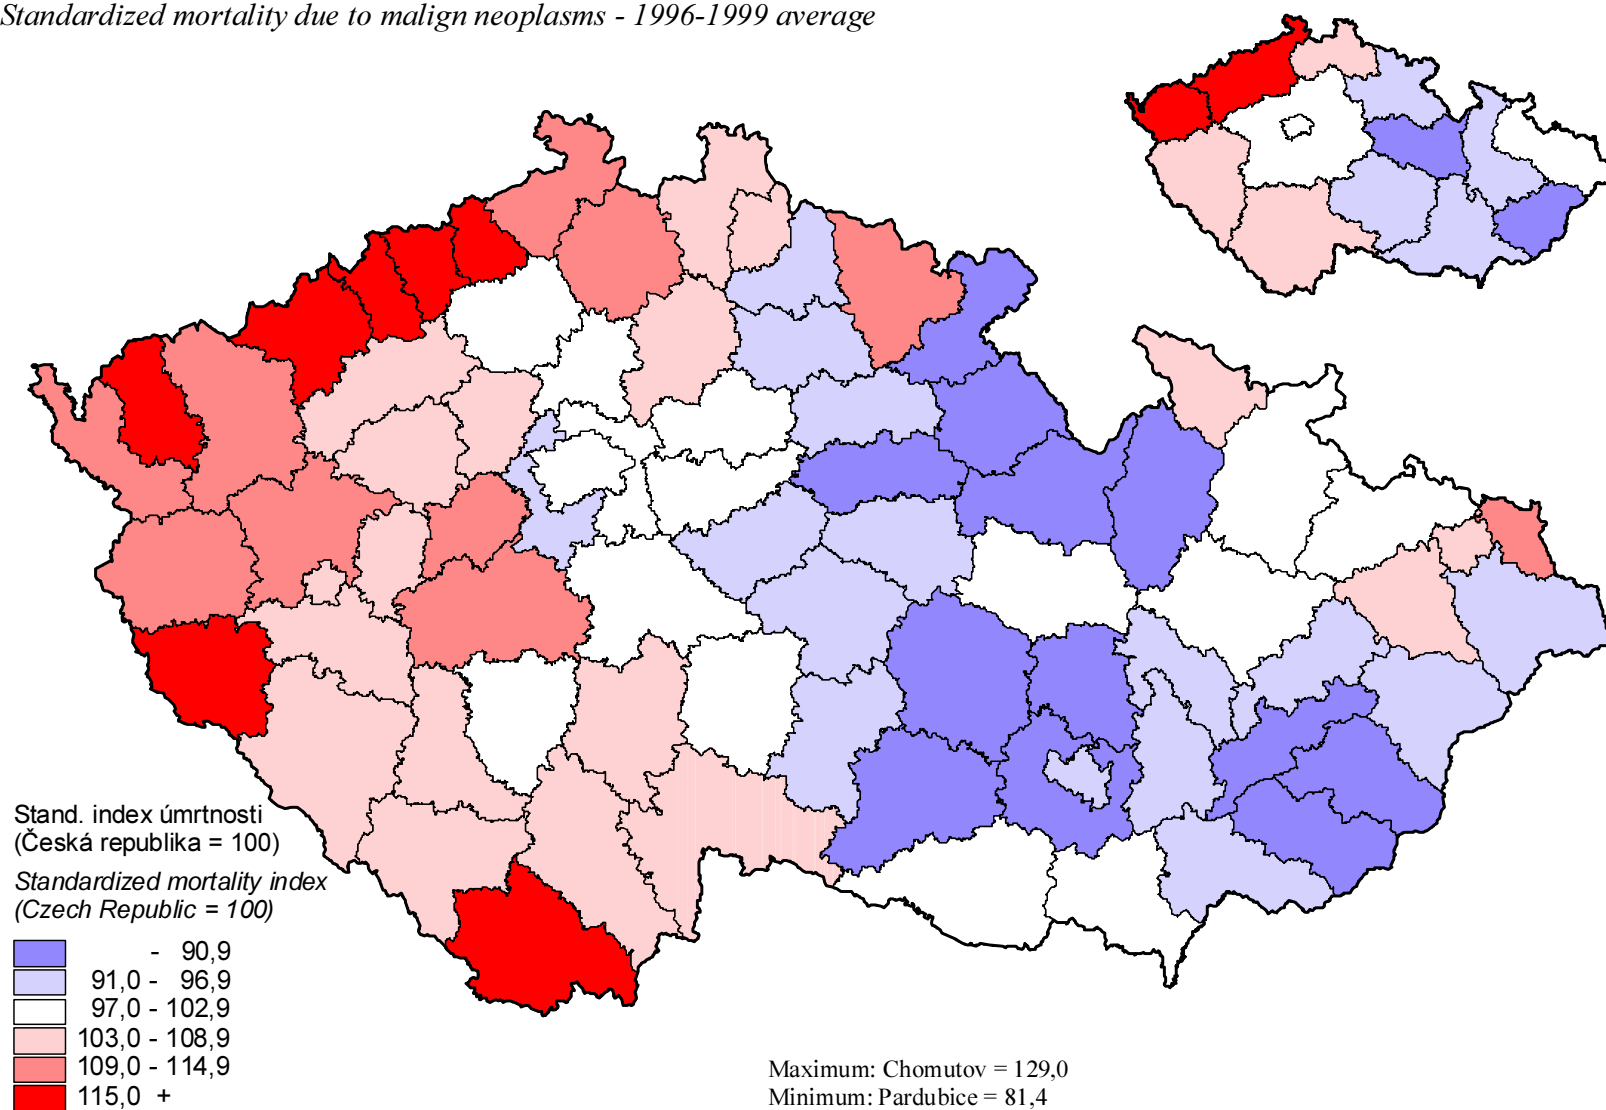 Standardized mortality due to malign neoplasms - 1996-1999 average
Stand. index úmrtnosti
(Česká republika = 100)
Standardized mortality index
(Czech Republic = 100)
- 90,9
91,0 - 96,9
97,0 - 102,9
103,0 - 108,9
109,0 - 114,9
115,0 +
Maximum: Chomutov = 129,0
Minimum: Pardubice = 81,4